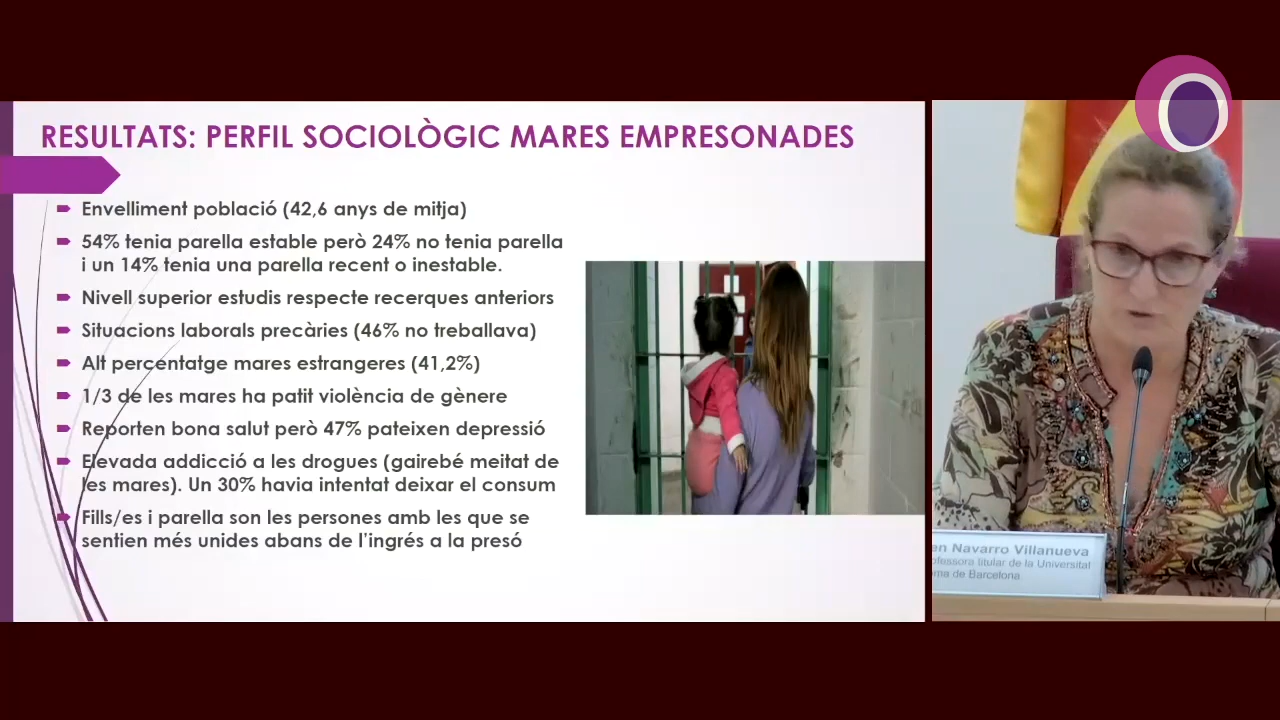 RESULTATS: PERFIL SOCIOLÒGIC MARES EMPRESONADES
Envelliment població (42,6 anys de mitja)
54% tenia parella estable però 24% no tenia parella
i un 14% tenia una parella recent o inestable.
Nivell superior estudis respecte recerques anteriors
Situacions laborals precàries (46% no treballava)
Alt percentatge mares estrangeres (41,2%)
1/3 de les mares ha patit violència de gènere
Reporten bona salut però 47% pateixen depressió
Elevada addicció a les drogues (gairebé meitat de
les mares). Un 30% havia intentat deixar el consum
Fills/es i parella son les persones amb les que se
sentien més unides abans de l'ingrés a la presó
en Navarro Villanueva
ofessora titular de la Universitat
de Barcelona